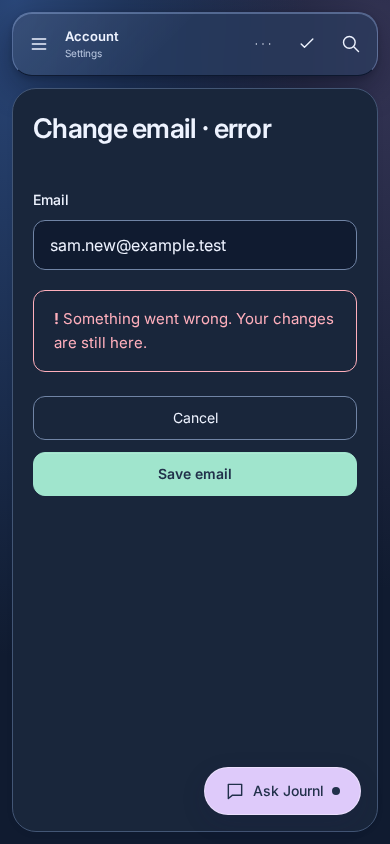 Account
Settings
Change email · error
Email
sam.new@example.test
! Something went wrong. Your changes
are still here.
Cancel
Save email
Ask Journl